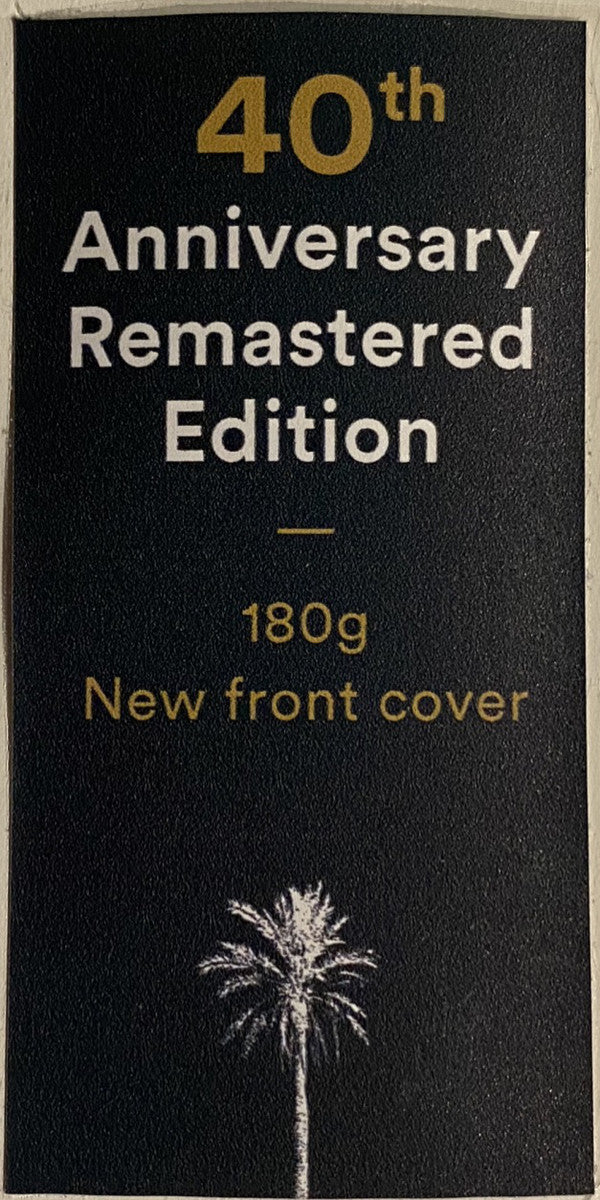 40th
Anniversary
Remastered
Edition
180g
New front cover